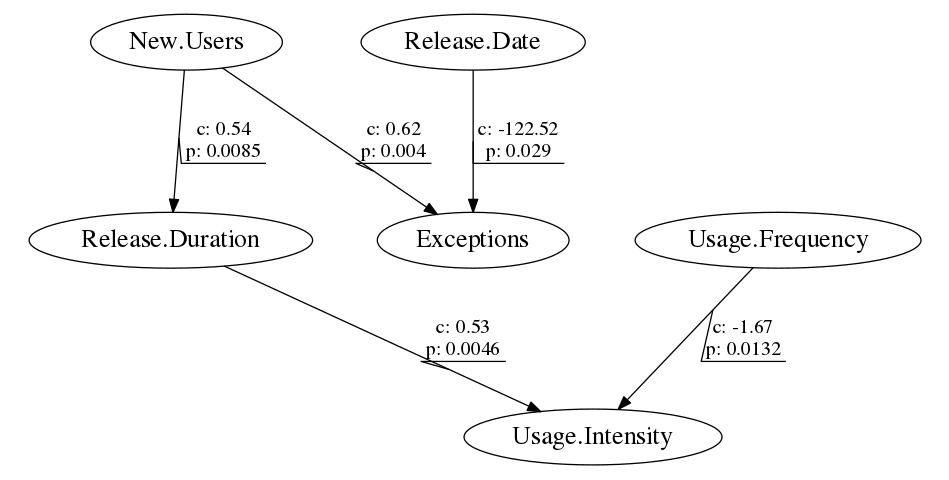 New.Users
Release.Date
c: 0.54
p: 0.0085
c: 0.62
p: 0.004
c: -122.52
p: 0.029
Release.Duration
Exceptions
Usage.Frequency
c: 0.53
p: 0.0046
c: -1.67
p: 0.0132
Usage.Intensity